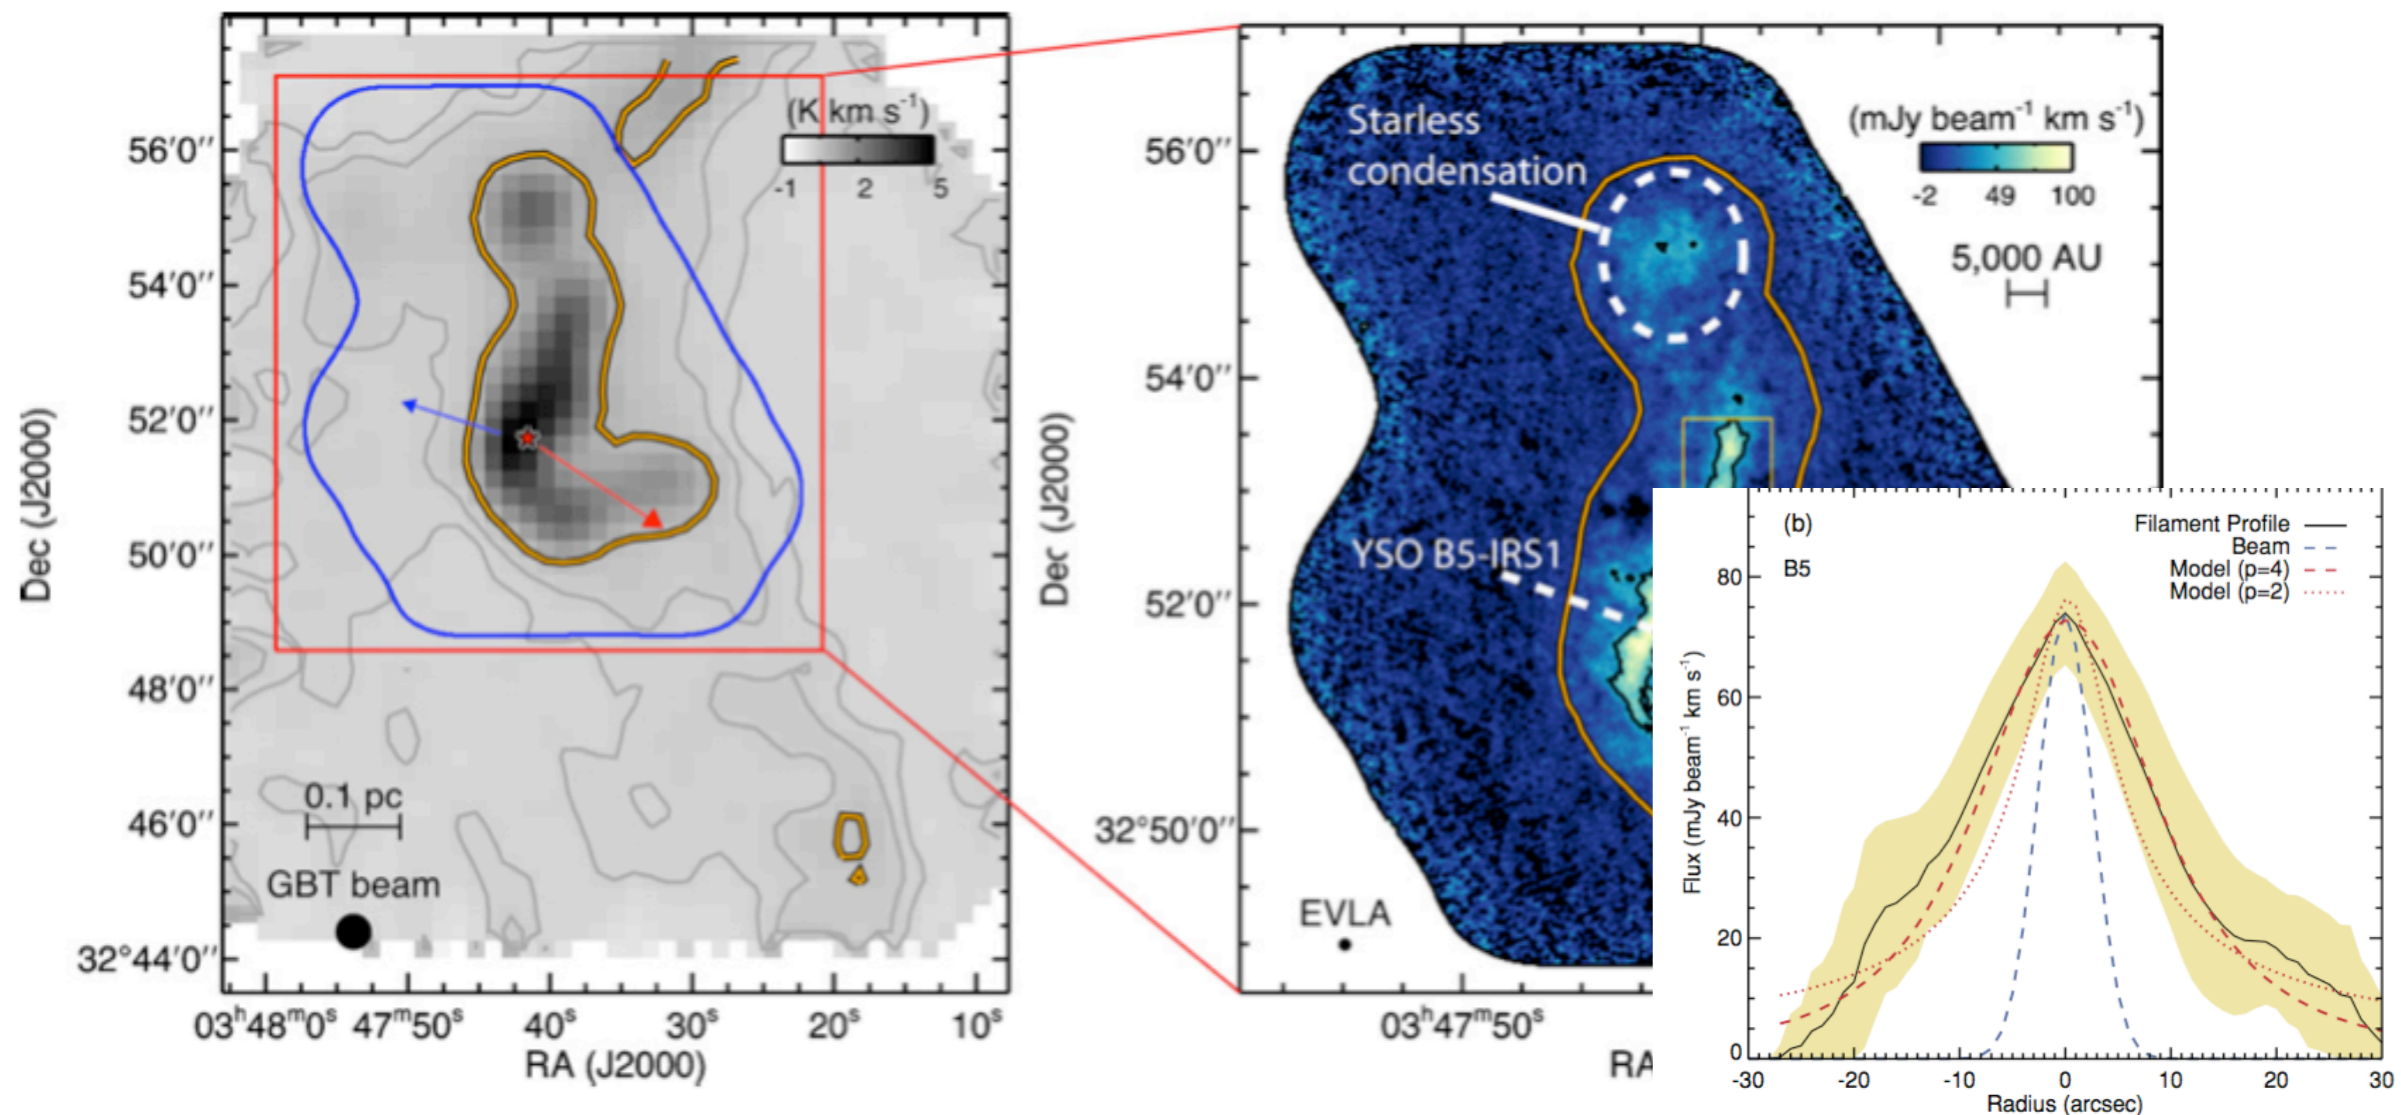 (K km s⁻¹)
-1 2 5
56′0″
54′0″
52′0″
50′0″
48′0″
46′0″
32°44′0″
Dec (J2000)
0.1 pc
GBT beam
03ʰ48ᵐ0ˢ 47ᵐ50ˢ 40ˢ 30ˢ 20ˢ 10ˢ
RA (J2000)
Starless
condensation
(mJy beam⁻¹ km s⁻¹)
-2 49 100
5,000 AU
56′0″
54′0″
52′0″
32°50′0″
Dec (J2000)
YSO B5-IRS1
EVLA
03ʰ47ᵐ50ˢ
RA
(b)
B5
Filament Profile
Beam
Model (p=4)
Model (p=2)
80
60
40
20
0
Flux (mJy beam⁻¹ km s⁻¹)
-30 -20 -10 0 10 20 30
Radius (arcsec)